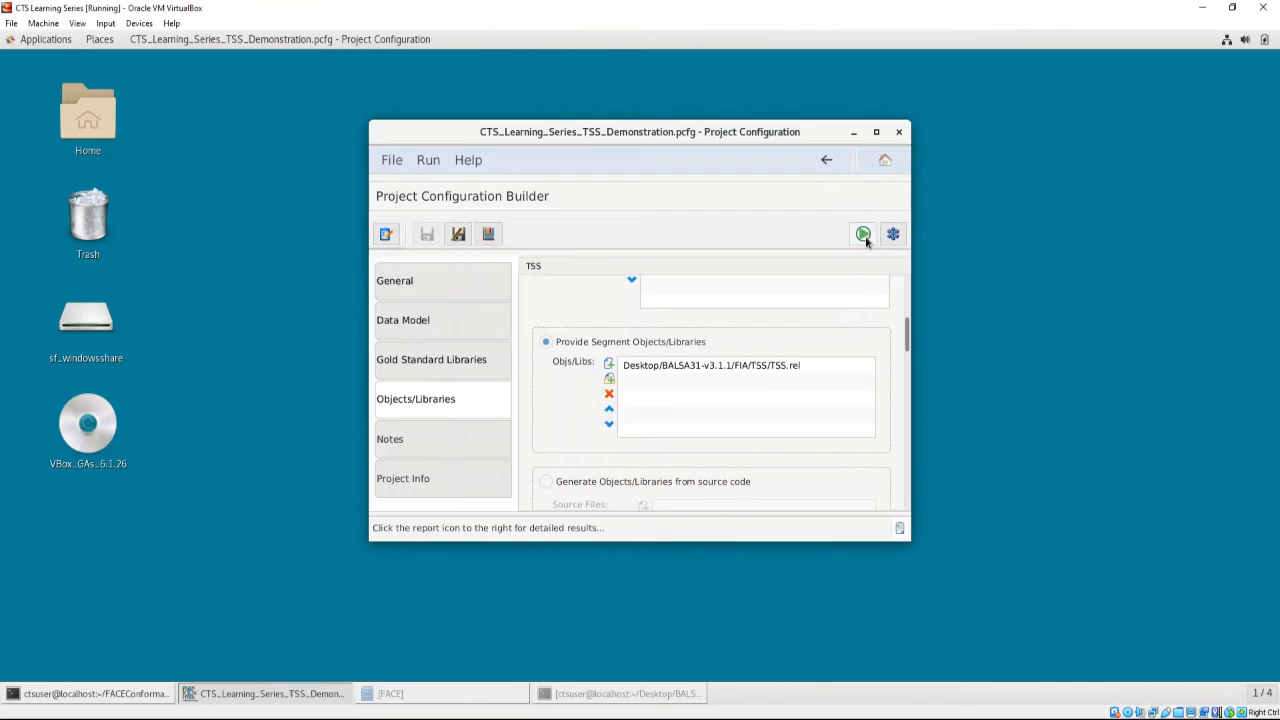 CTS Learning Series [Running] - Oracle VM VirtualBox
File Machine View Input Devices Help
Applications Places CTS_Learning_Series_TSS_Demonstration.pcfg - Project Configuration
Home
Trash
sf_windowsshare
VBox_GAs_6.1.26
CTS_Learning_Series_TSS_Demonstration.pcfg - Project Configuration
File Run Help
Project Configuration Builder
General
Data Model
Gold Standard Libraries
Objects/Libraries
Notes
Project Info
TSS
Provide Segment Objects/Libraries
Objs/Libs:
Desktop/BALSA31-v3.1.1/FIA/TSS/TSS.rel
Generate Objects/Libraries from source code
Source Files:
Click the report icon to the right for detailed results...
ctsuser@localhost:~/FACEConforma... CTS_Learning_Series_TSS_Demon... [FACE] [ctsuser@localhost:~/Desktop/BALS... 1 / 4
Right Ctrl